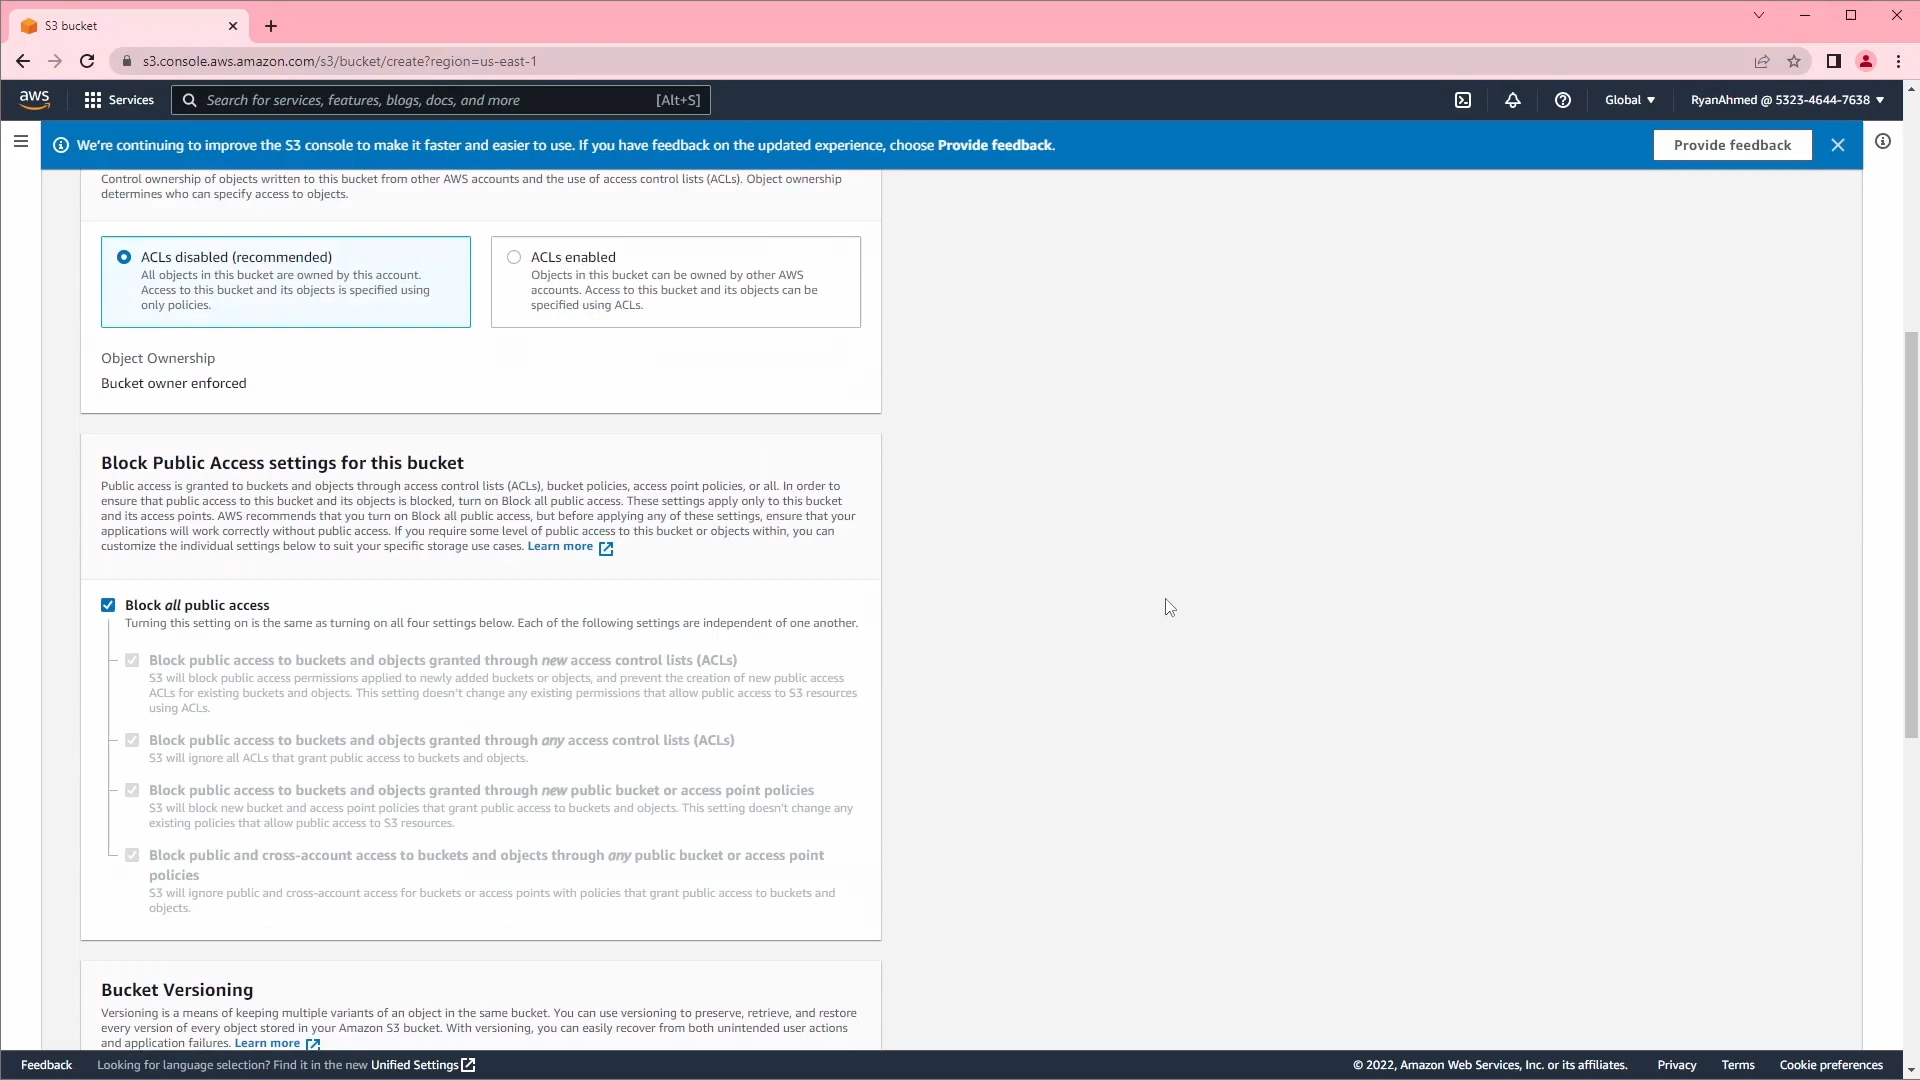 S3 bucket
s3.console.aws.amazon.com/s3/bucket/create?region=us-east-1
aws
Services
Search for services, features, blogs, docs, and more
[Alt+S]
Global
RyanAhmed @ 5323-4644-7638
We're continuing to improve the S3 console to make it faster and easier to use. If you have feedback on the updated experience, choose Provide feedback.
Provide feedback
Control ownership of objects written to this bucket from other AWS accounts and the use of access control lists (ACLs). Object ownership
determines who can specify access to objects.
ACLs disabled (recommended)
All objects in this bucket are owned by this account.
Access to this bucket and its objects is specified using
only policies.
ACLs enabled
Objects in this bucket can be owned by other AWS
accounts. Access to this bucket and its objects can be
specified using ACLs.
Object Ownership
Bucket owner enforced
Block Public Access settings for this bucket
Public access is granted to buckets and objects through access control lists (ACLs), bucket policies, access point policies, or all. In order to
ensure that public access to this bucket and its objects is blocked, turn on Block all public access. These settings apply only to this bucket
and its access points. AWS recommends that you turn on Block all public access, but before applying any of these settings, ensure that your
applications will work correctly without public access. If you require some level of public access to this bucket or objects within, you can
customize the individual settings below to suit your specific storage use cases. Learn more
Block all public access
Turning this setting on is the same as turning on all four settings below. Each of the following settings are independent of one another.
Block public access to buckets and objects granted through new access control lists (ACLs)
S3 will block public access permissions applied to newly added buckets or objects, and prevent the creation of new public access
ACLs for existing buckets and objects. This setting doesn't change any existing permissions that allow public access to S3 resources
using ACLs.
Block public access to buckets and objects granted through any access control lists (ACLs)
S3 will ignore all ACLs that grant public access to buckets and objects.
Block public access to buckets and objects granted through new public bucket or access point policies
S3 will block new bucket and access point policies that grant public access to buckets and objects. This setting doesn't change any
existing policies that allow public access to S3 resources.
Block public and cross-account access to buckets and objects through any public bucket or access point
policies
S3 will ignore public and cross-account access for buckets or access points with policies that grant public access to buckets and
objects.
Bucket Versioning
Versioning is a means of keeping multiple variants of an object in the same bucket. You can use versioning to preserve, retrieve, and restore
every version of every object stored in your Amazon S3 bucket. With versioning, you can easily recover from both unintended user actions
and application failures. Learn more
Feedback
Looking for language selection? Find it in the new Unified Settings
© 2022, Amazon Web Services, Inc. or its affiliates.
Privacy
Terms
Cookie preferences